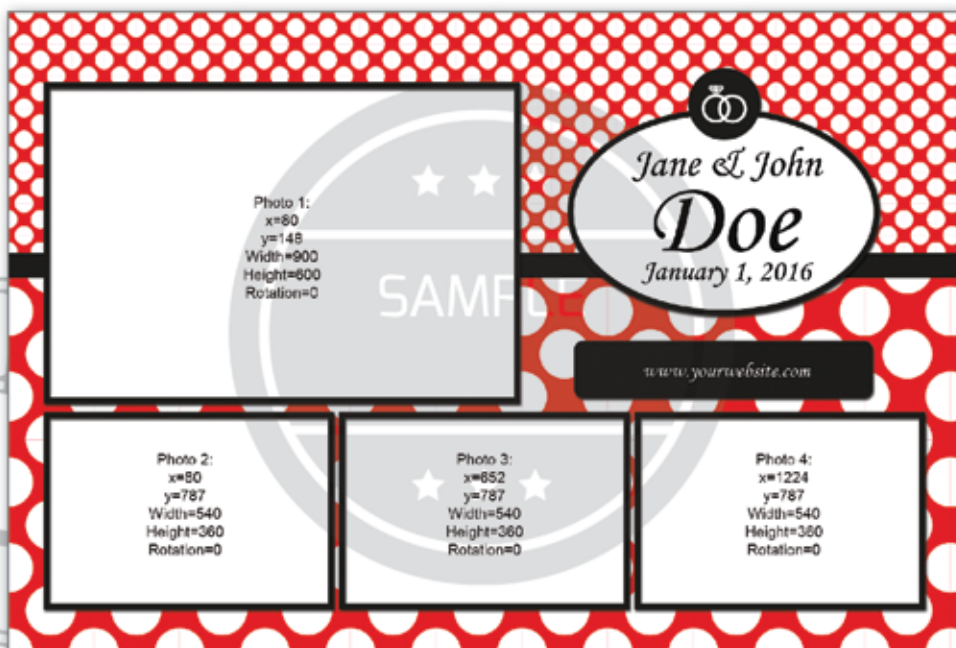 Jane & John
Doe
January 1, 2016
Photo 1:
x=80
y=148
Width=900
Height=600
Rotation=0
SAMPLE
www.yourwebsite.com
Photo 2:
x=80
y=787
Width=540
Height=360
Rotation=0
Photo 3:
x=652
y=787
Width=540
Height=360
Rotation=0
Photo 4:
x=1224
y=787
Width=540
Height=360
Rotation=0